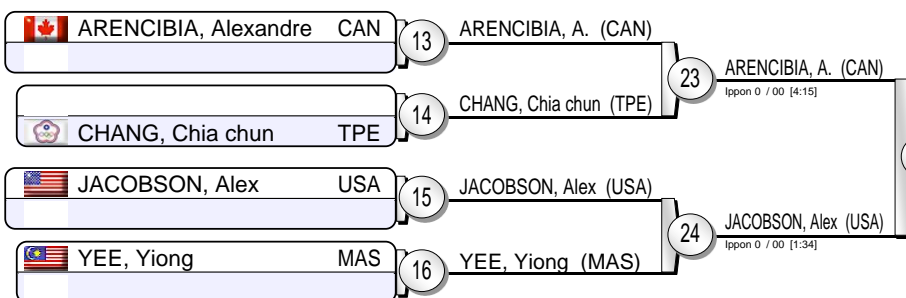 ARENCIBIA, Alexandre CAN
13
ARENCIBIA, A. (CAN)
23
ARENCIBIA, A. (CAN)
Ippon 0 / 00 [4:15]
CHANG, Chia chun TPE
14
CHANG, Chia chun (TPE)
JACOBSON, Alex USA
15
JACOBSON, Alex (USA)
24
JACOBSON, Alex (USA)
Ippon 0 / 00 [1:34]
YEE, Yiong MAS
16
YEE, Yiong (MAS)